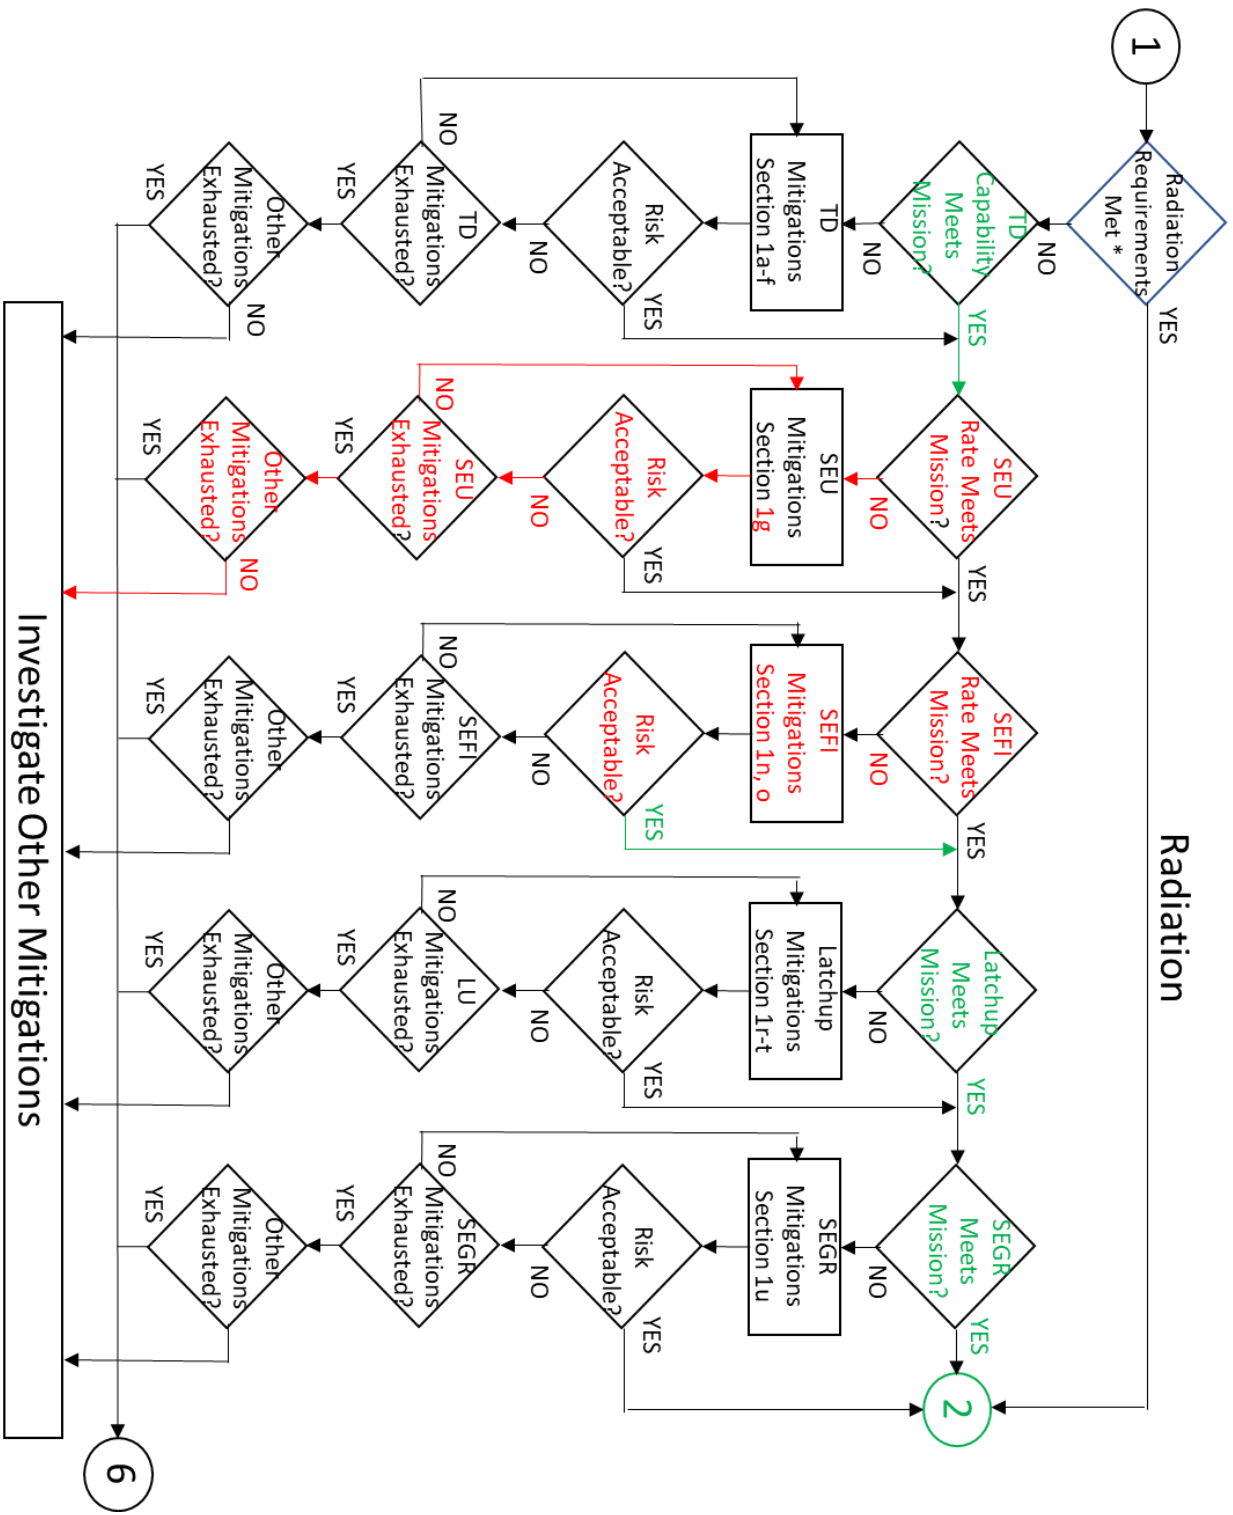 Radiation
1
Radiation
Requirements
Met *
YES
NO
TD
Capability
Meets
Mission?
YES
NO
SEU
Rate Meets
Mission?
YES
NO
SEFI
Rate Meets
Mission?
YES
NO
Latchup
Meets
Mission?
YES
NO
SEGR
Meets
Mission?
YES
NO
2
TD
Mitigations
Section 1a-f
SEU
Mitigations
Section 1g
SEFI
Mitigations
Section 1n, o
Latchup
Mitigations
Section 1r-t
SEGR
Mitigations
Section 1u
Risk
Acceptable?
YES
NO
Risk
Acceptable?
YES
NO
Risk
Acceptable?
YES
NO
Risk
Acceptable?
YES
NO
Risk
Acceptable?
YES
NO
NO
TD
Mitigations
Exhausted?
YES
NO
SEU
Mitigations
Exhausted?
YES
NO
SEFI
Mitigations
Exhausted?
YES
NO
LU
Mitigations
Exhausted?
YES
NO
SEGR
Mitigations
Exhausted?
YES
Other
Mitigations
Exhausted?
NO
YES
Other
Mitigations
Exhausted?
NO
YES
Other
Mitigations
Exhausted?
YES
Other
Mitigations
Exhausted?
YES
Other
Mitigations
Exhausted?
YES
6
Investigate Other Mitigations